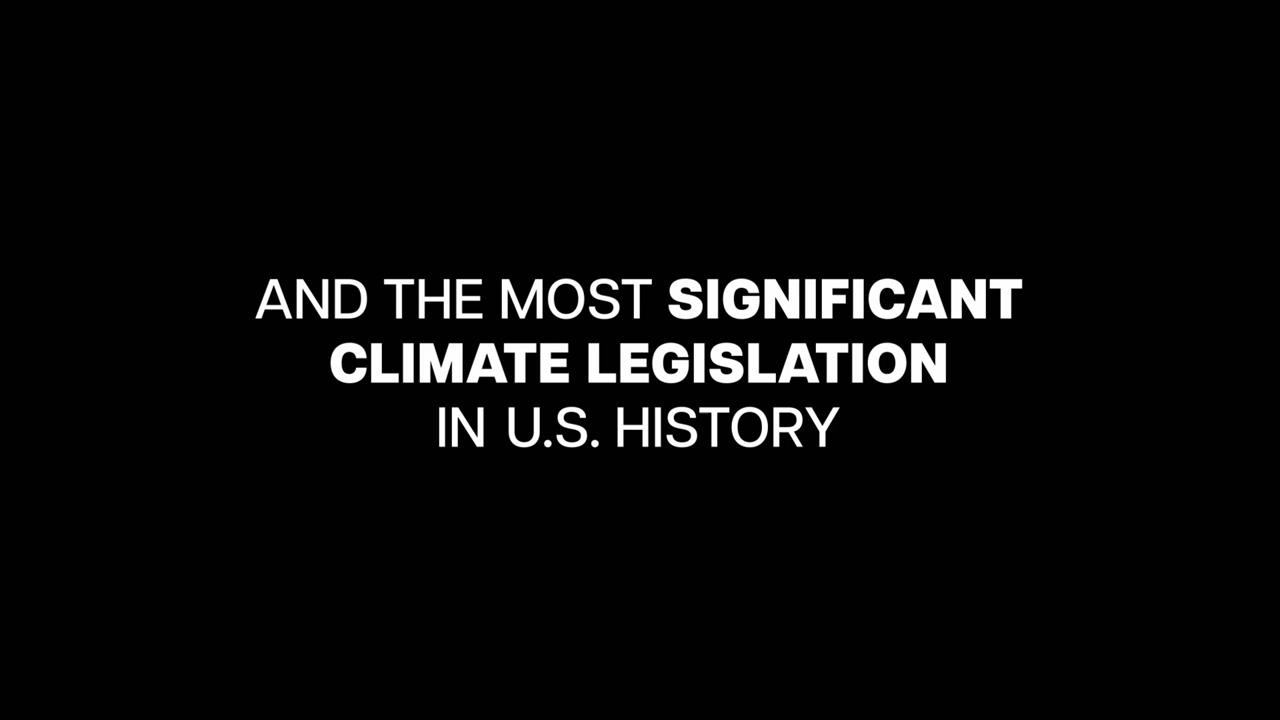 AND THE MOST SIGNIFICANT
CLIMATE LEGISLATION
IN U.S. HISTORY